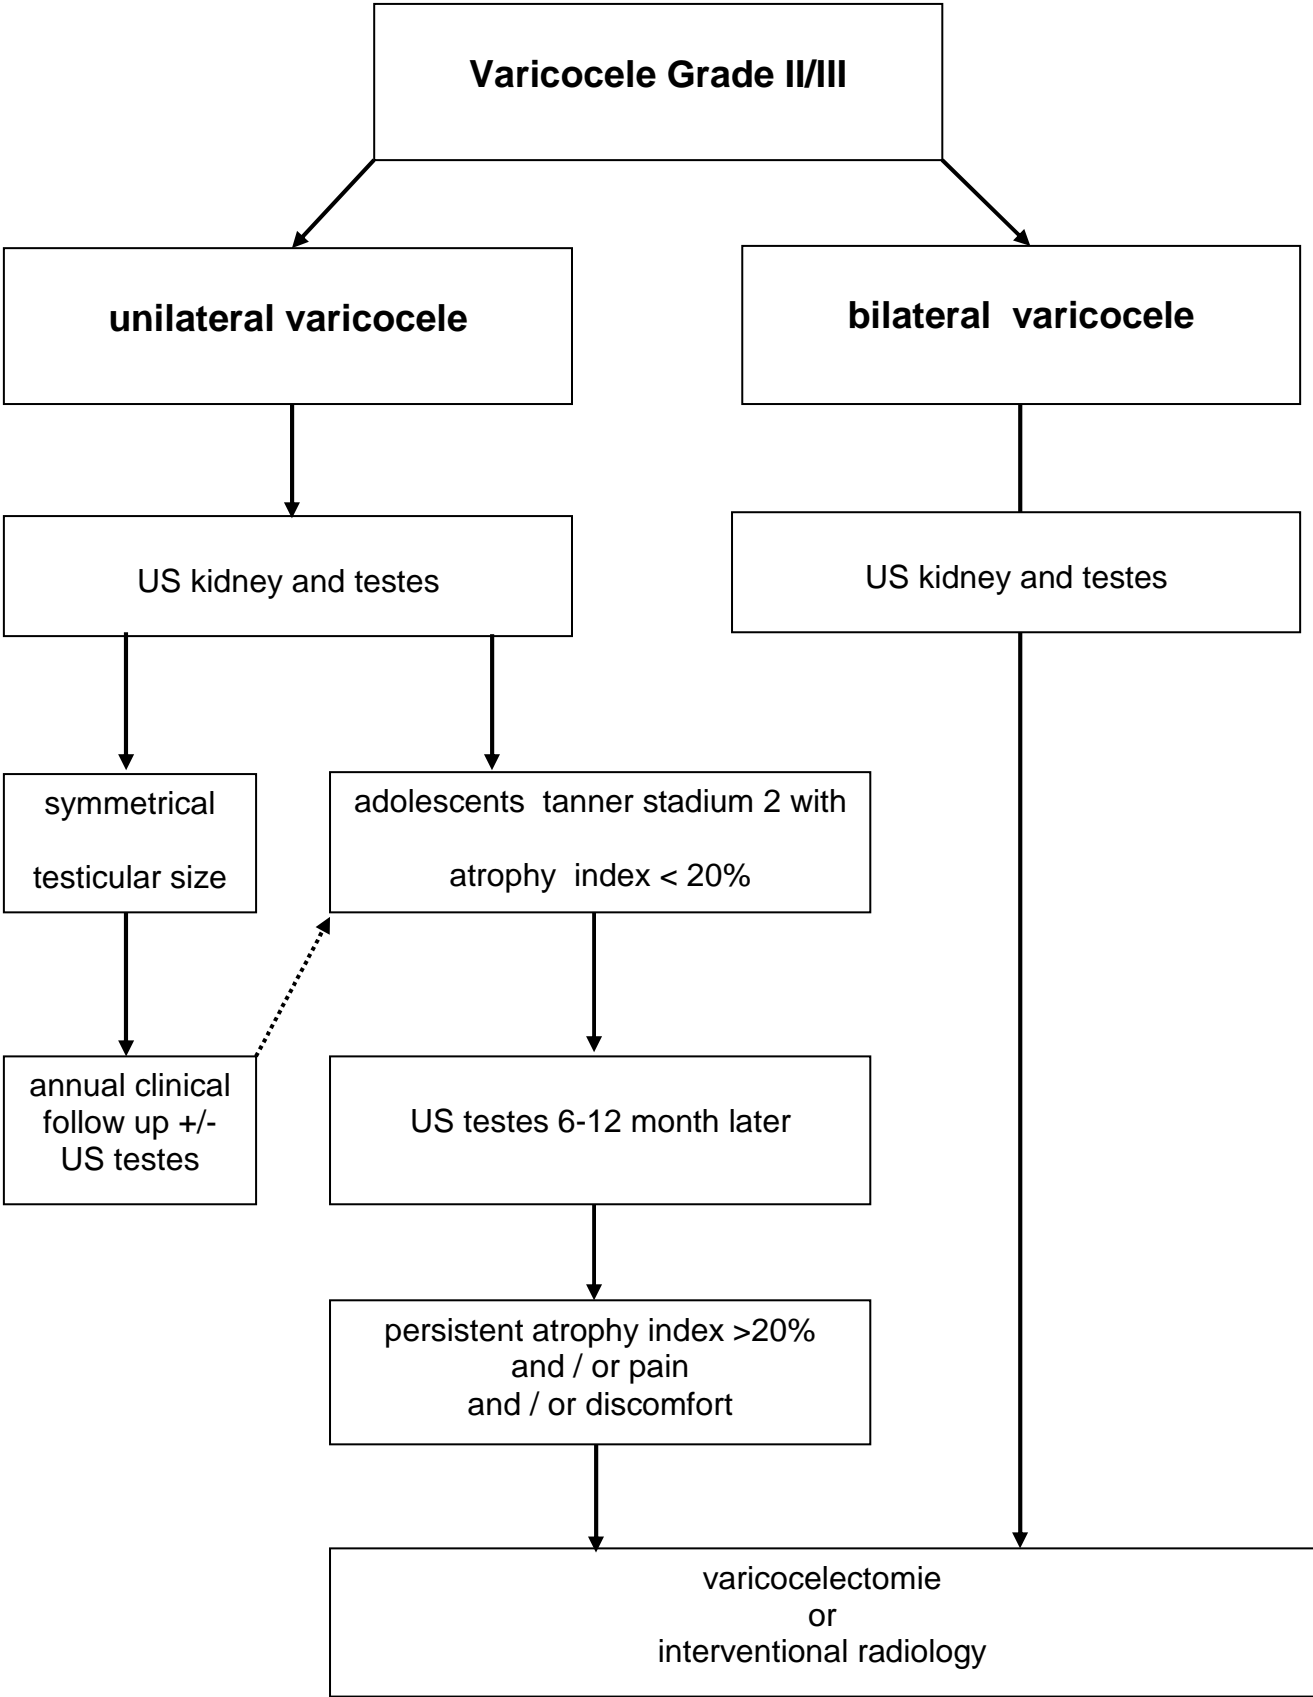 Varicocele Grade II/III
unilateral varicocele
bilateral varicocele
US kidney and testes
US kidney and testes
symmetrical
testicular size
adolescents tanner stadium 2 with
atrophy index < 20%
annual clinical
follow up +/-
US testes
US testes 6-12 month later
persistent atrophy index >20%
and / or pain
and / or discomfort
varicocelectomie
or
interventional radiology